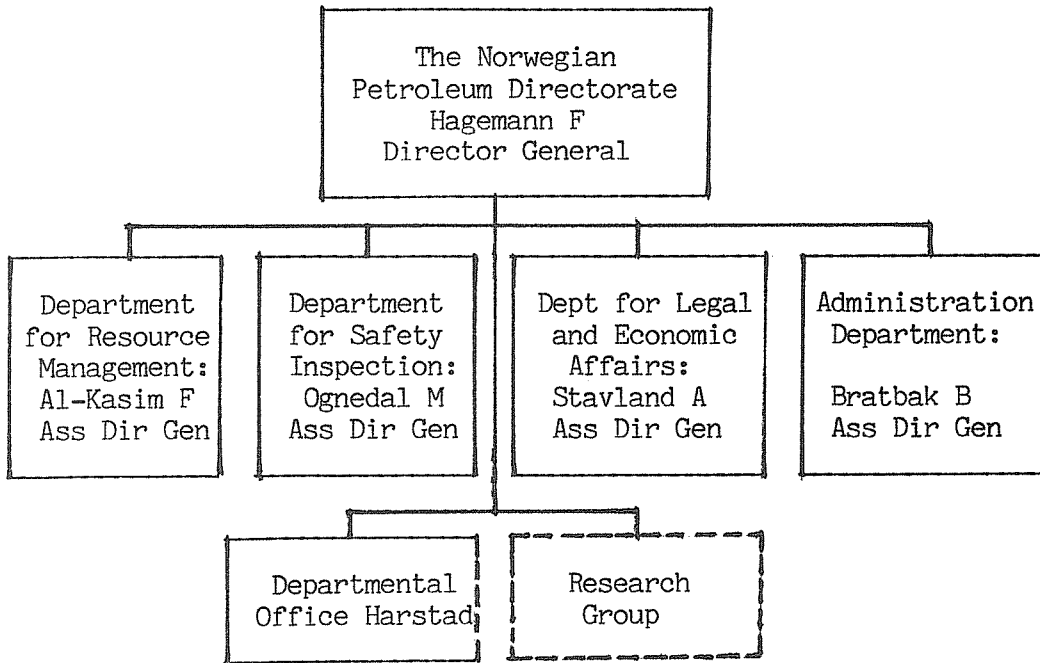 The Norwegian
Petroleum Directorate
Hagemann F
Director General
Department
for Resource
Management:
Al-Kasim F
Ass Dir Gen
Department
for Safety
Inspection:
Ognedal M
Ass Dir Gen
Dept for Legal
and Economic
Affairs:
Stavland A
Ass Dir Gen
Administration
Department:
Bratbak B
Ass Dir Gen
Departmental
Office Harstad
Research
Group